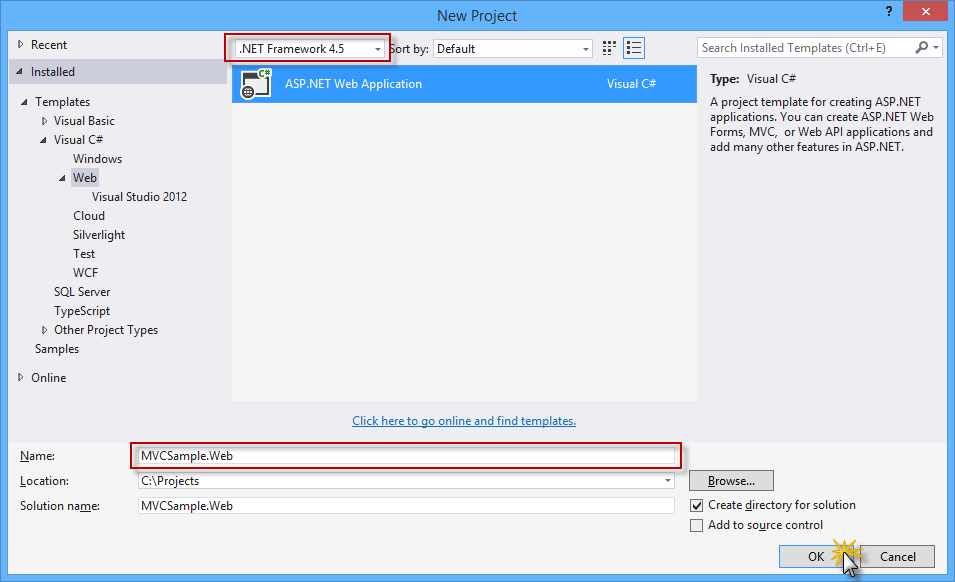 New Project
?
Recent
.NET Framework 4.5
Sort by:
Default
Search Installed Templates (Ctrl+E)
Installed
Templates
Visual Basic
Visual C#
Windows
Web
Visual Studio 2012
Cloud
Silverlight
Test
WCF
SQL Server
TypeScript
Other Project Types
Samples
Online
C#
ASP.NET Web Application
Visual C#
Type: Visual C#
A project template for creating ASP.NET
applications. You can create ASP.NET Web
Forms, MVC, or Web API applications and
add many other features in ASP.NET.
Click here to go online and find templates.
Name:
MVCSample.Web
Location:
C:\Projects
Browse...
Solution name:
MVCSample.Web
Create directory for solution
Add to source control
OK
Cancel